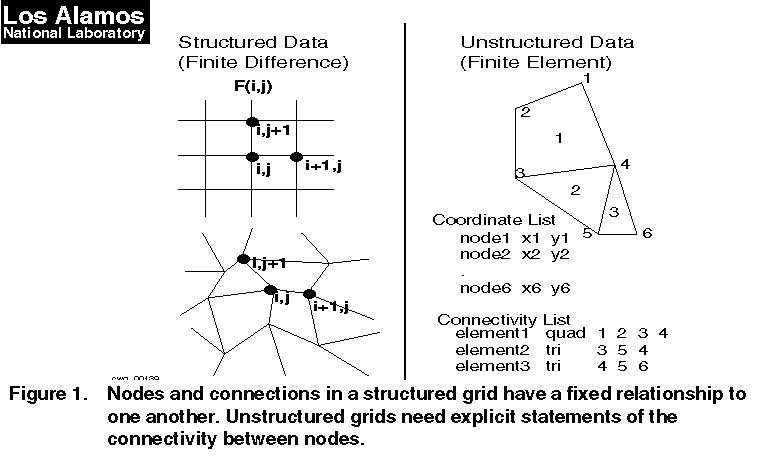 Los Alamos
National Laboratory
Structured Data
(Finite Difference)
F(i,j)
i,j+1
i,j
i+1,j
i,j+1
i,j
i+1,j
Unstructured Data
(Finite Element)
1
2
1
3
4
2
3
5
6
Coordinate List
node1 x1 y1
node2 x2 y2
.
node6 x6 y6
Connectivity List
element1 quad 1 2 3 4
element2 tri 3 5 4
element3 tri 4 5 6
Figure 1. Nodes and connections in a structured grid have a fixed relationship to
one another. Unstructured grids need explicit statements of the
connectivity between nodes.